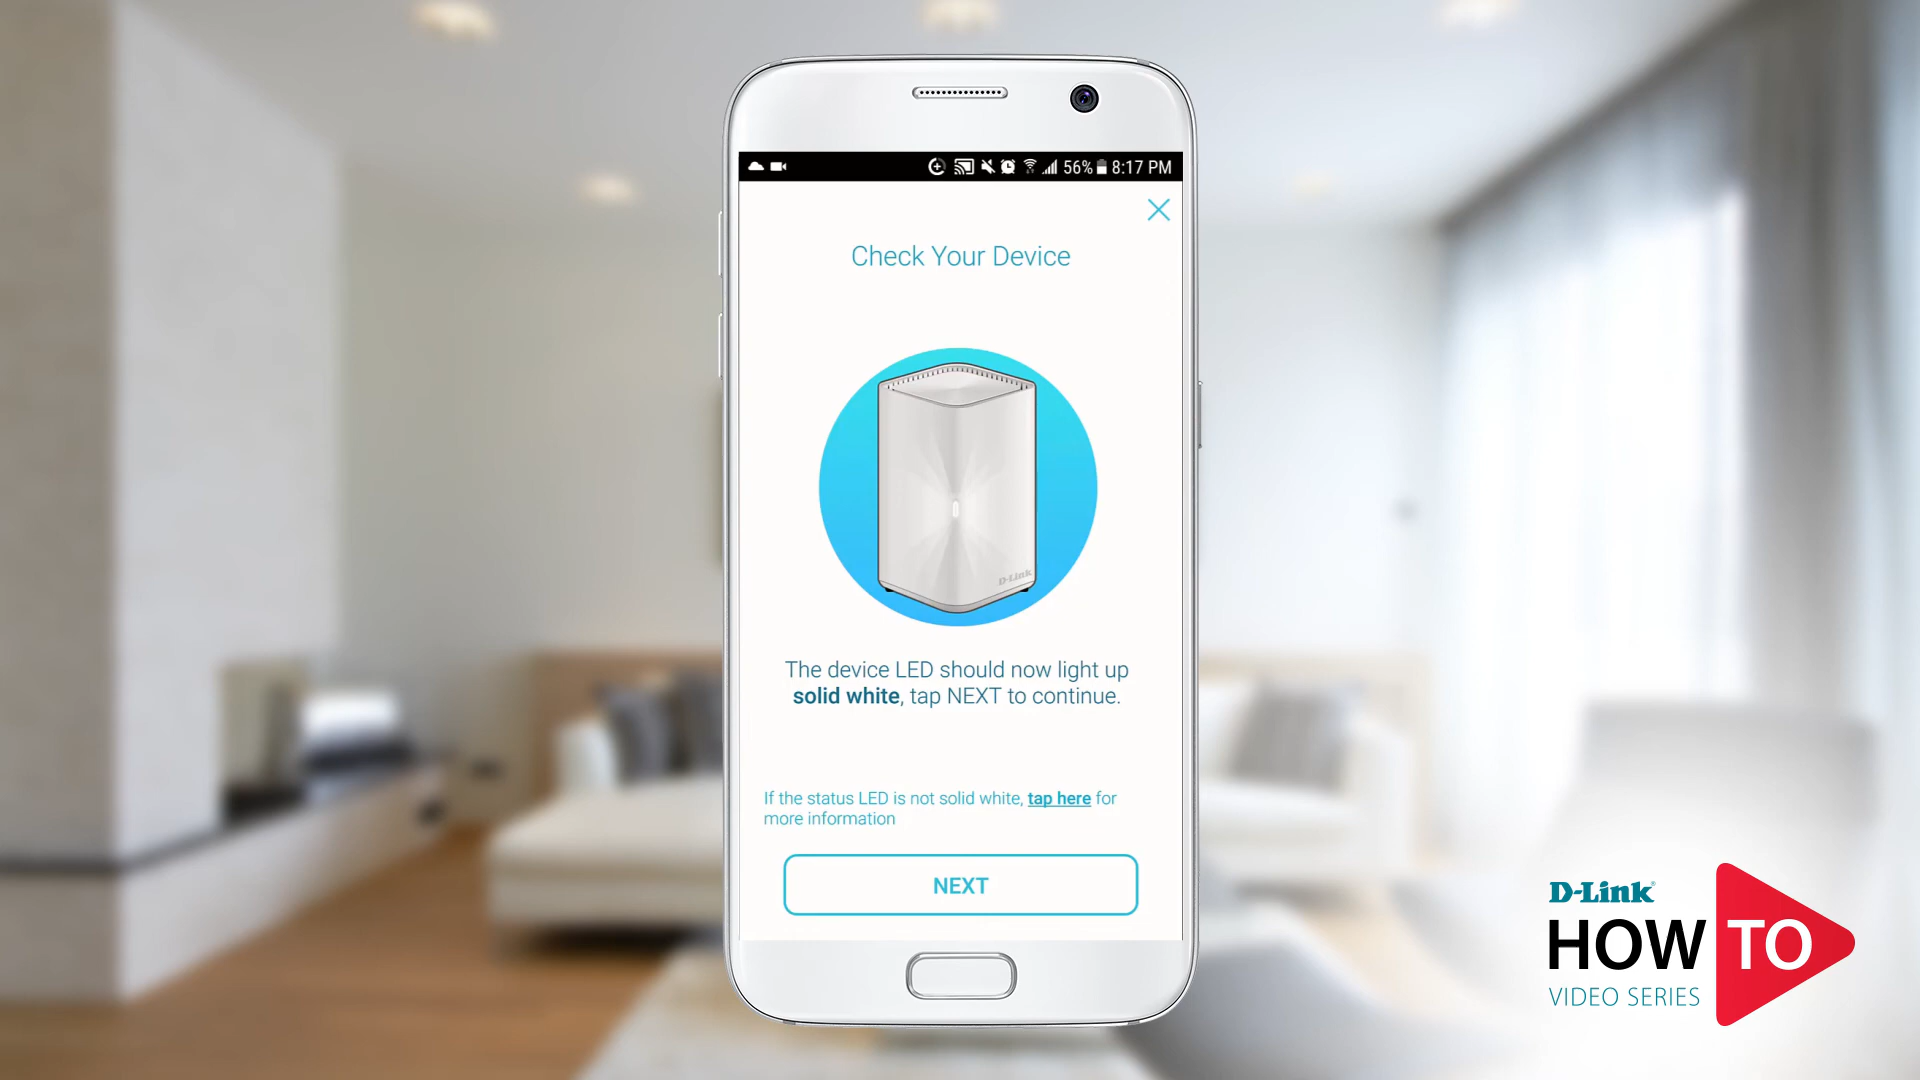 56% 8:17 PM
Check Your Device
D-Link
The device LED should now light up
solid white, tap NEXT to continue.
If the status LED is not solid white, tap here for
more information
NEXT
D-Link
HOW TO
VIDEO SERIES